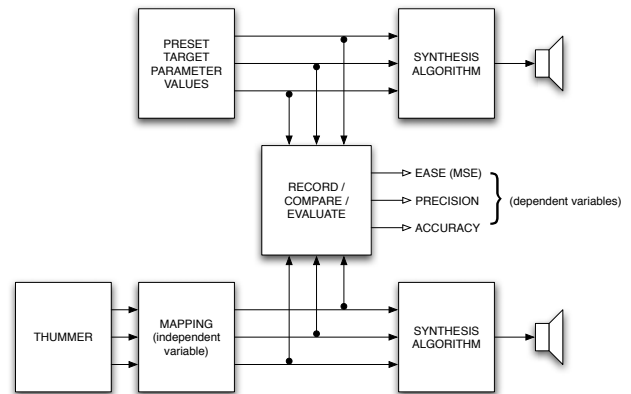 PRESET
TARGET
PARAMETER
VALUES
SYNTHESIS
ALGORITHM
RECORD /
COMPARE /
EVALUATE
EASE (MSE)
PRECISION
ACCURACY
(dependent variables)
THUMMER
MAPPING
(independent
variable)
SYNTHESIS
ALGORITHM